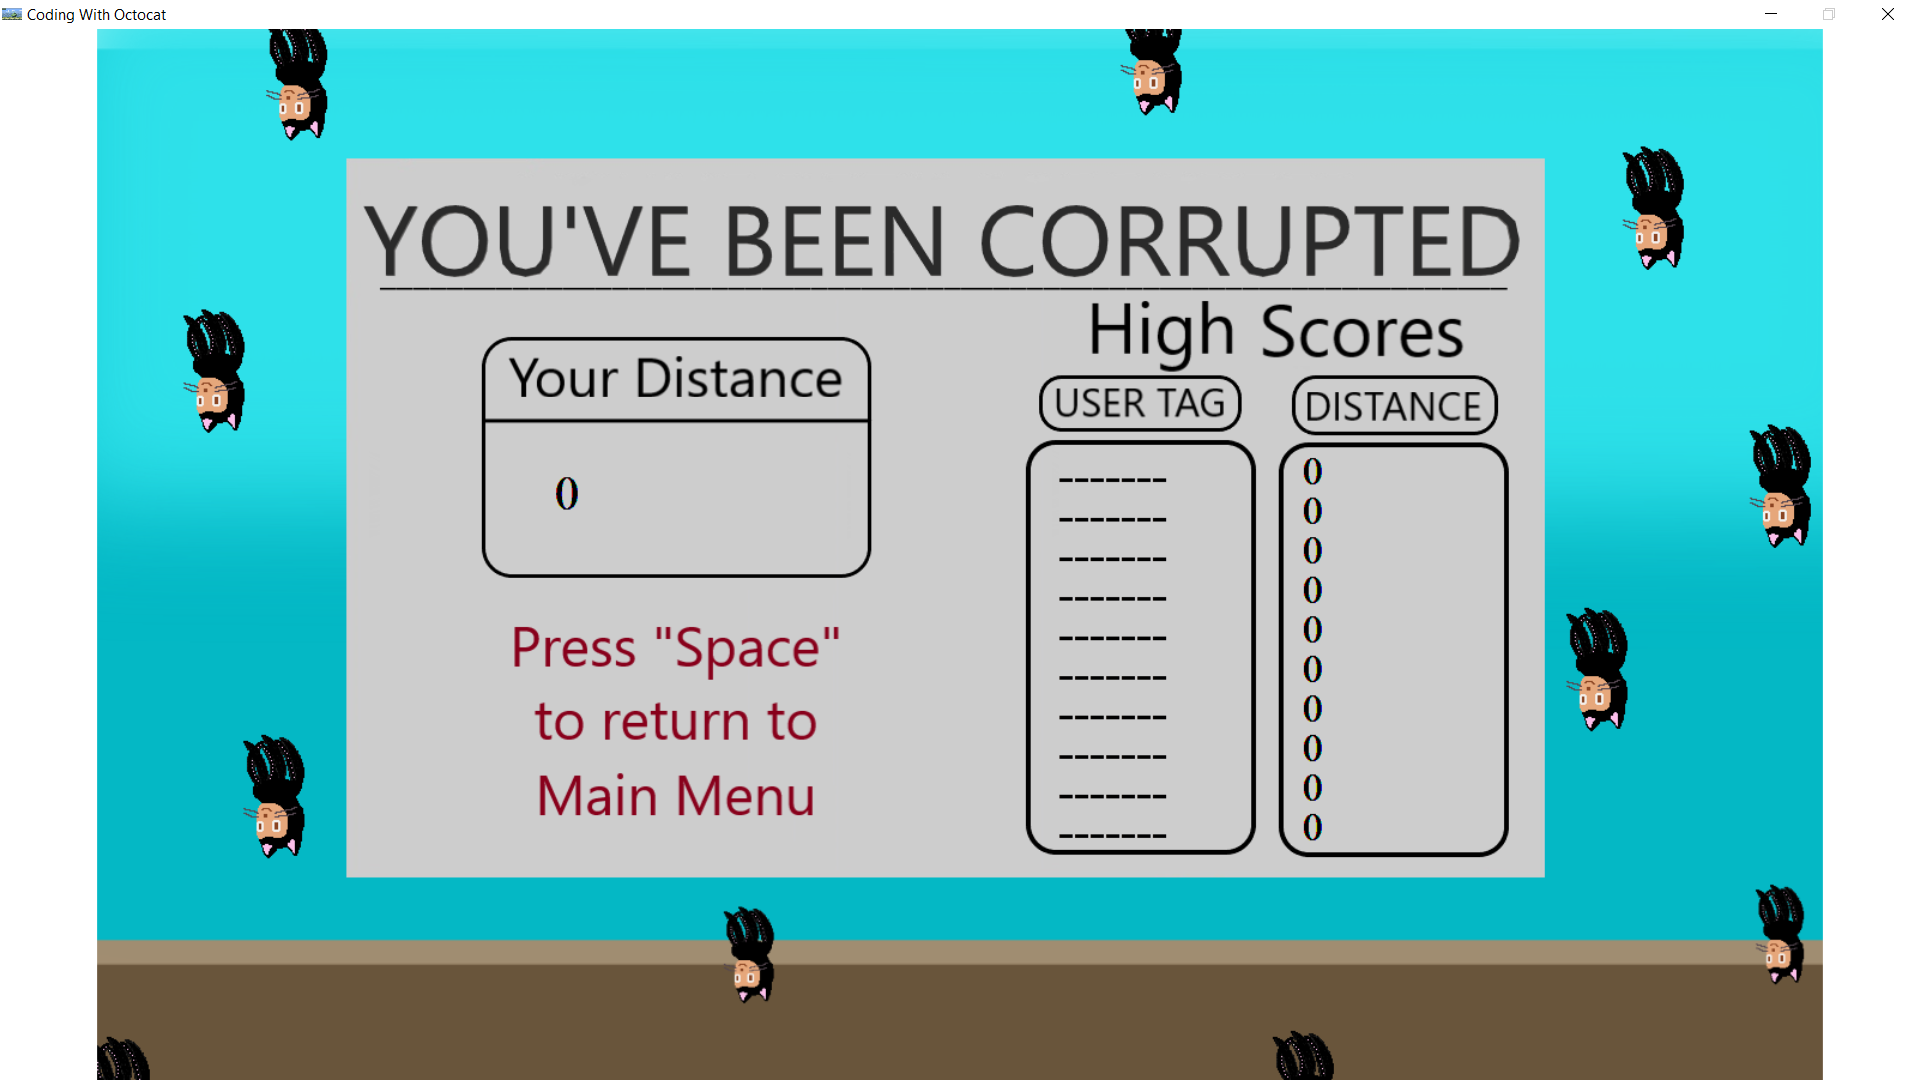 Coding With Octocat
YOU'VE BEEN CORRUPTED
High Scores
Your Distance
0
Press "Space"
to return to
Main Menu
USER TAG DISTANCE
------- 0
------- 0
------- 0
------- 0
------- 0
------- 0
------- 0
------- 0
------- 0
------- 0